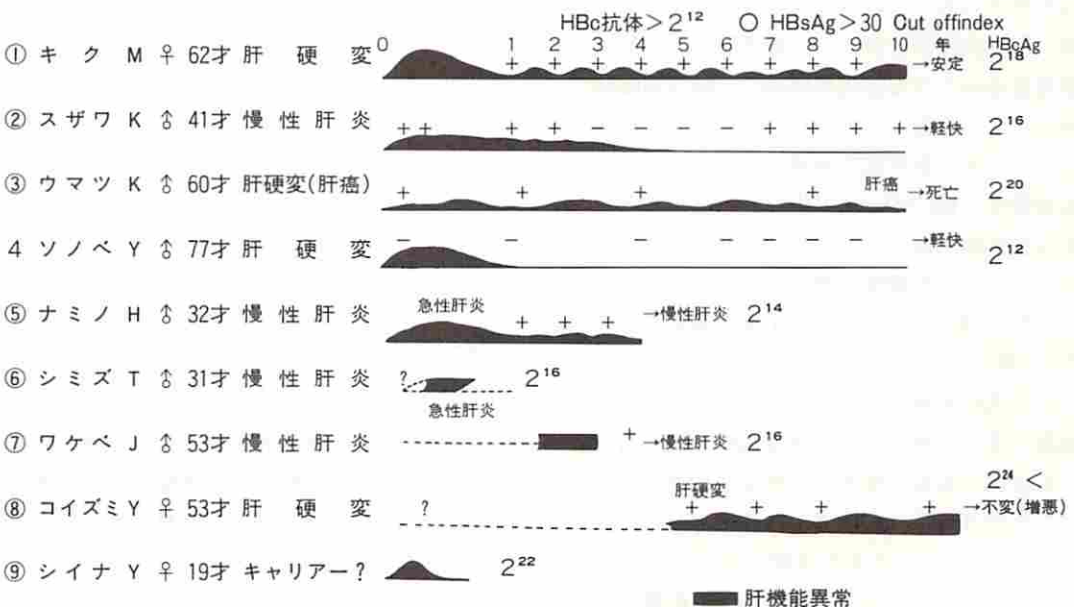 HBc抗体>2¹² ○ HBsAg>30 Cut offindex
0 1 2 3 4 5 6 7 8 9 10 年 HBcAg
① キク M ♀ 62才 肝硬変 + + + + + + + + + →安定 2¹⁸
② スザワ K ♂ 41才 慢性肝炎 + + + + − − − − + + + + →軽快 2¹⁶
③ ウマツ K ♂ 60才 肝硬変(肝癌) + + + + 肝癌 →死亡 2²⁰
4 ソノベ Y ♂ 77才 肝硬変 − − − − − − − →軽快 2¹²
⑤ ナミノ H ♂ 32才 慢性肝炎 急性肝炎 + + + →慢性肝炎 2¹⁴
⑥ シミズ T ♂ 31才 慢性肝炎 ? 2¹⁶
急性肝炎
⑦ ワケベ J ♂ 53才 慢性肝炎 + →慢性肝炎 2¹⁶
2²⁴ <
肝硬変
⑧ コイズミ Y ♀ 53才 肝硬変 ? + + + + →不変(増悪)
⑨ シイナ Y ♀ 19才 キャリアー? 2²²
肝機能異常